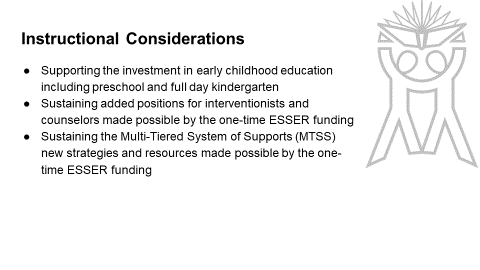 Instructional Considerations
● Supporting the investment in early childhood education
including preschool and full day kindergarten
● Sustaining added positions for interventionists and
counselors made possible by the one-time ESSER funding
● Sustaining the Multi-Tiered System of Supports (MTSS)
new strategies and resources made possible by the one-
time ESSER funding